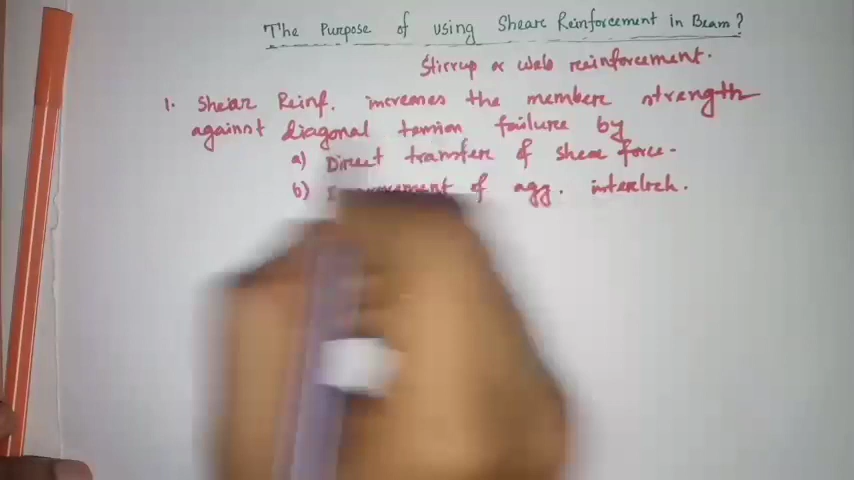 The Purpose of using Shear Reinforcement in Beam?
Stirrup or web reinforcement.
1. Shear Reinf. increases the member strength
against diagonal tension failure by
a) Direct transfer of shear force.
b) of agg. interlock.